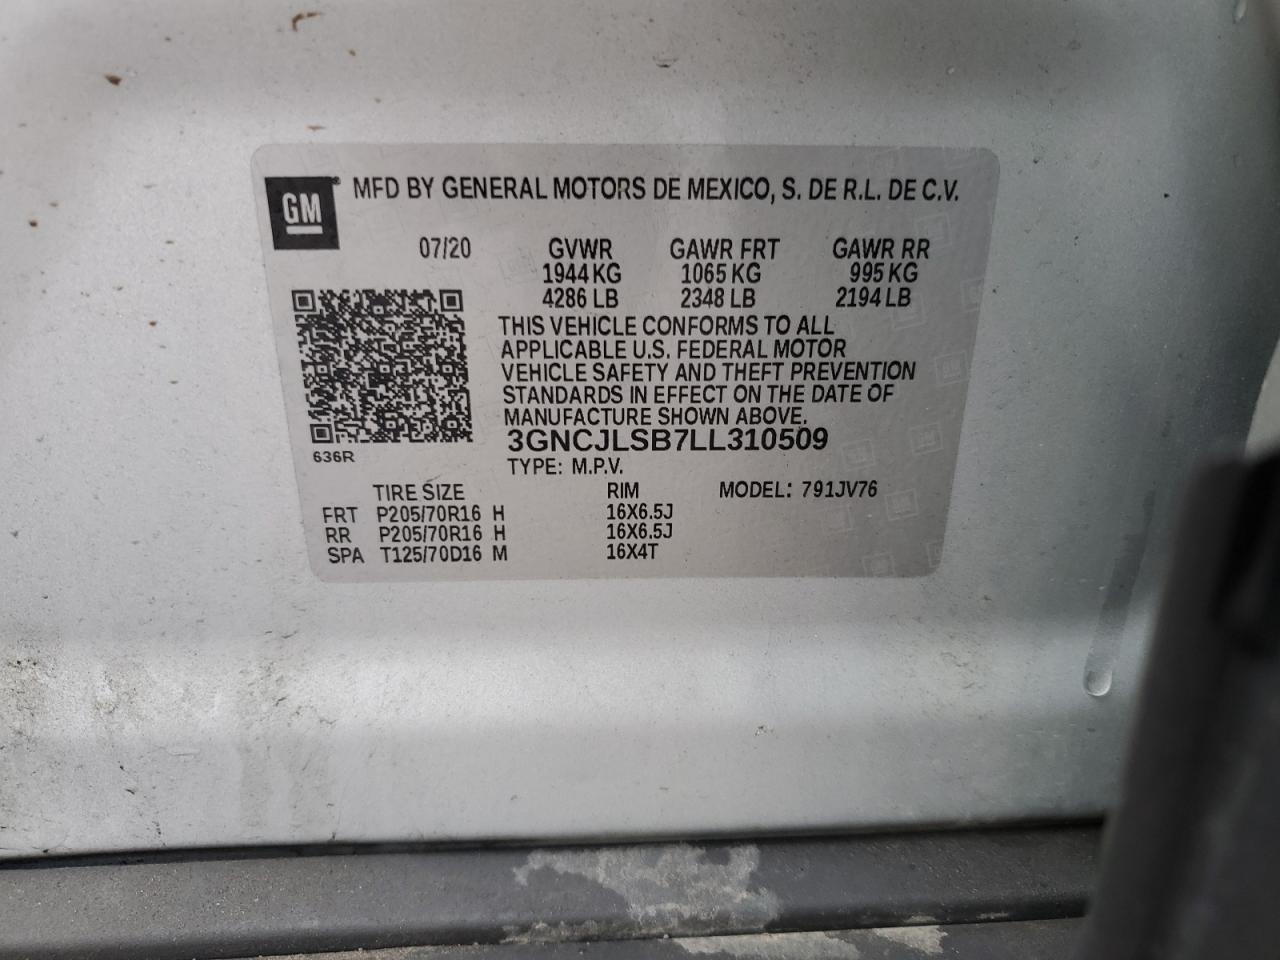 GM ® MFD BY GENERAL MOTORS DE MEXICO, S. DE R.L. DE C.V.
07/20 GVWR GAWR FRT GAWR RR
1944 KG 1065 KG 995 KG
4286 LB 2348 LB 2194 LB
THIS VEHICLE CONFORMS TO ALL
APPLICABLE U.S. FEDERAL MOTOR
VEHICLE SAFETY AND THEFT PREVENTION
STANDARDS IN EFFECT ON THE DATE OF
MANUFACTURE SHOWN ABOVE.
3GNCJLSB7LL310509
636R
TYPE: M.P.V.
TIRE SIZE RIM MODEL: 791JV76
FRT P205/70R16 H 16X6.5J
RR P205/70R16 H 16X6.5J
SPA T125/70D16 M 16X4T